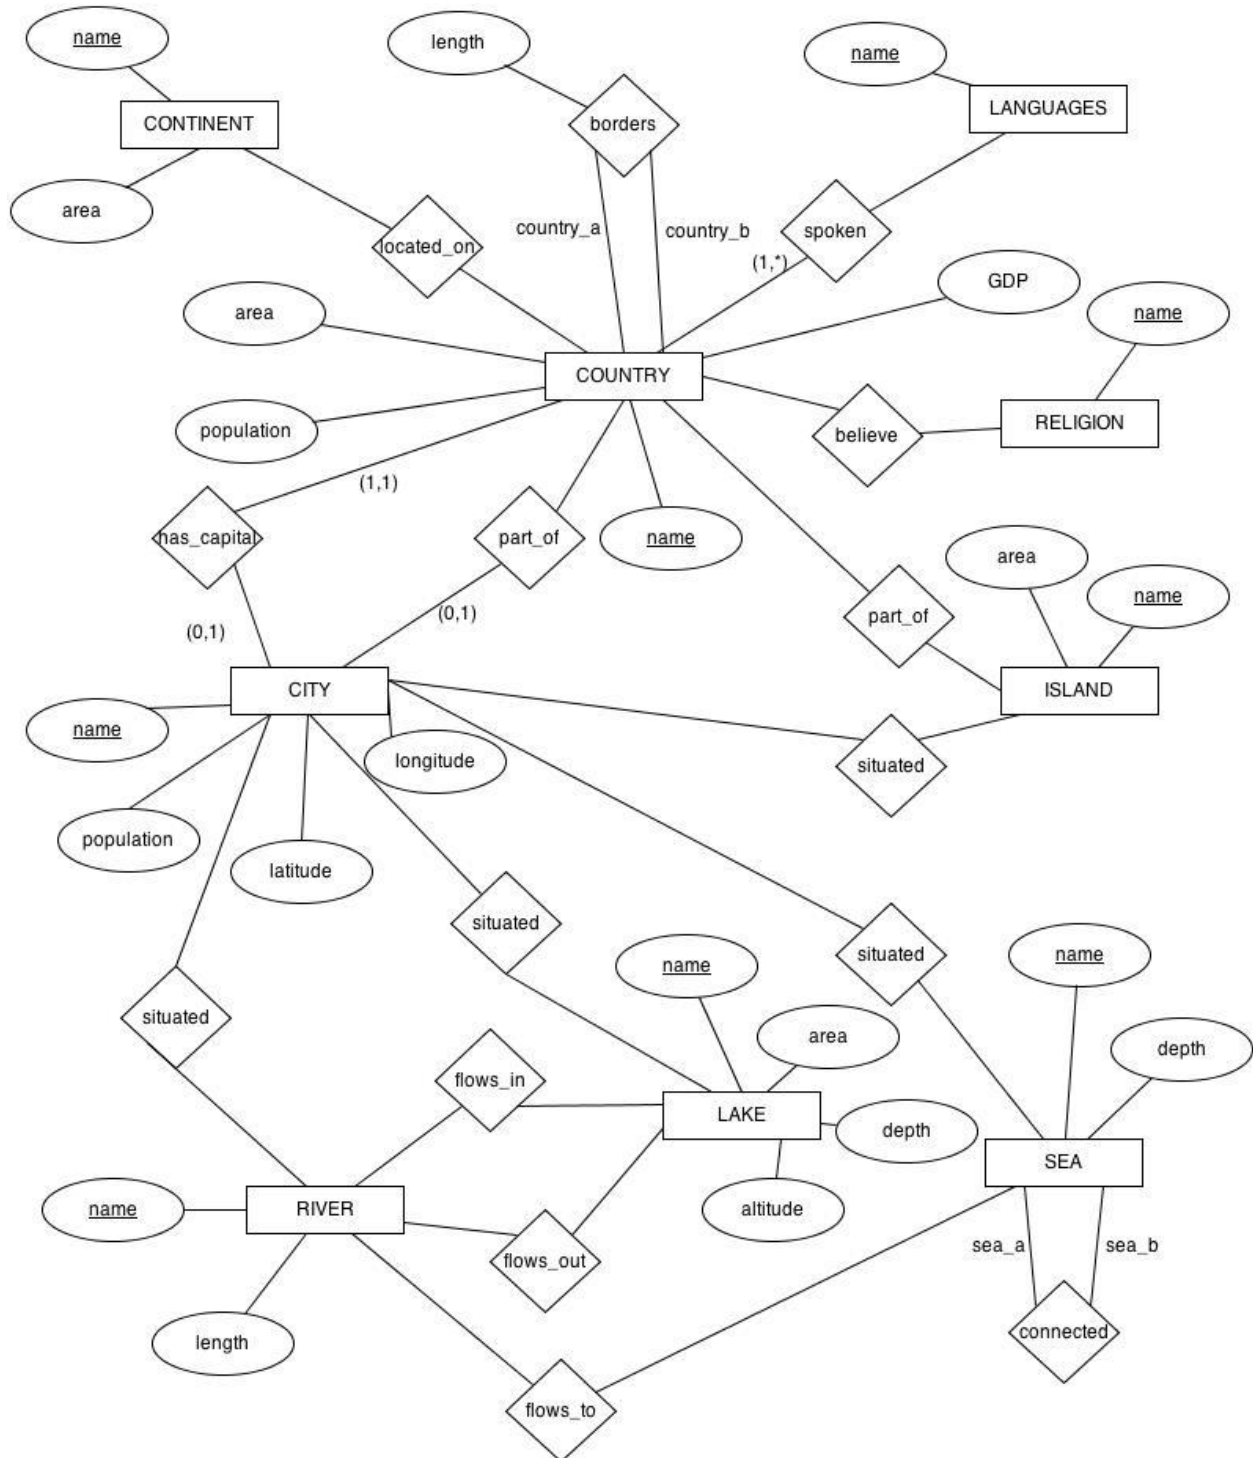 name
length
name
CONTINENT
borders
LANGUAGES
area
located_on
country_a
country_b
spoken
(1,*)
GDP
area
name
COUNTRY
population
believe
RELIGION
(1,1)
has_capital
part_of
name
area
name
(0,1)
(0,1)
part_of
CITY
ISLAND
name
longitude
situated
population
latitude
situated
situated
name
name
situated
area
depth
flows_in
LAKE
depth
SEA
name
RIVER
altitude
flows_out
sea_a
sea_b
length
connected
flows_to